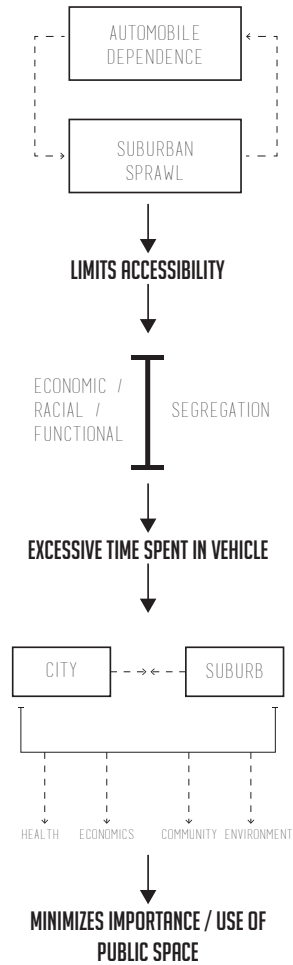 AUTOMOBILE
DEPENDENCE
SUBURBAN
SPRAWL
LIMITS ACCESSIBILITY
ECONOMIC /
RACIAL /
FUNCTIONAL
SEGREGATION
EXCESSIVE TIME SPENT IN VEHICLE
CITY
SUBURB
HEALTH
ECONOMICS
COMMUNITY
ENVIRONMENT
MINIMIZES IMPORTANCE / USE OF
PUBLIC SPACE